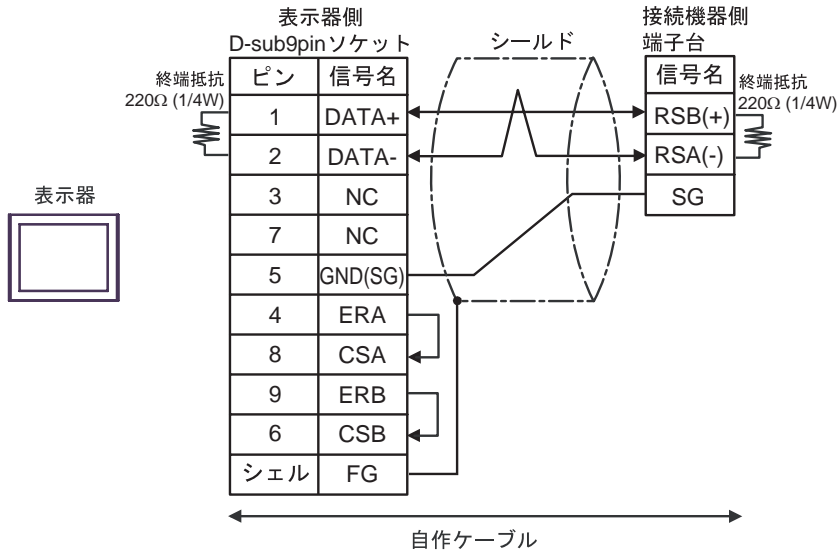 表示器側
D-sub9pinソケット
シールド
接続機器側
端子台
終端抵抗
220Ω (1/4W)
ピン 信号名
1 DATA+
2 DATA-
3 NC
7 NC
5 GND(SG)
4 ERA
8 CSA
9 ERB
6 CSB
シェル FG
信号名
RSB(+)
RSA(-)
SG
終端抵抗
220Ω (1/4W)
表示器
自作ケーブル